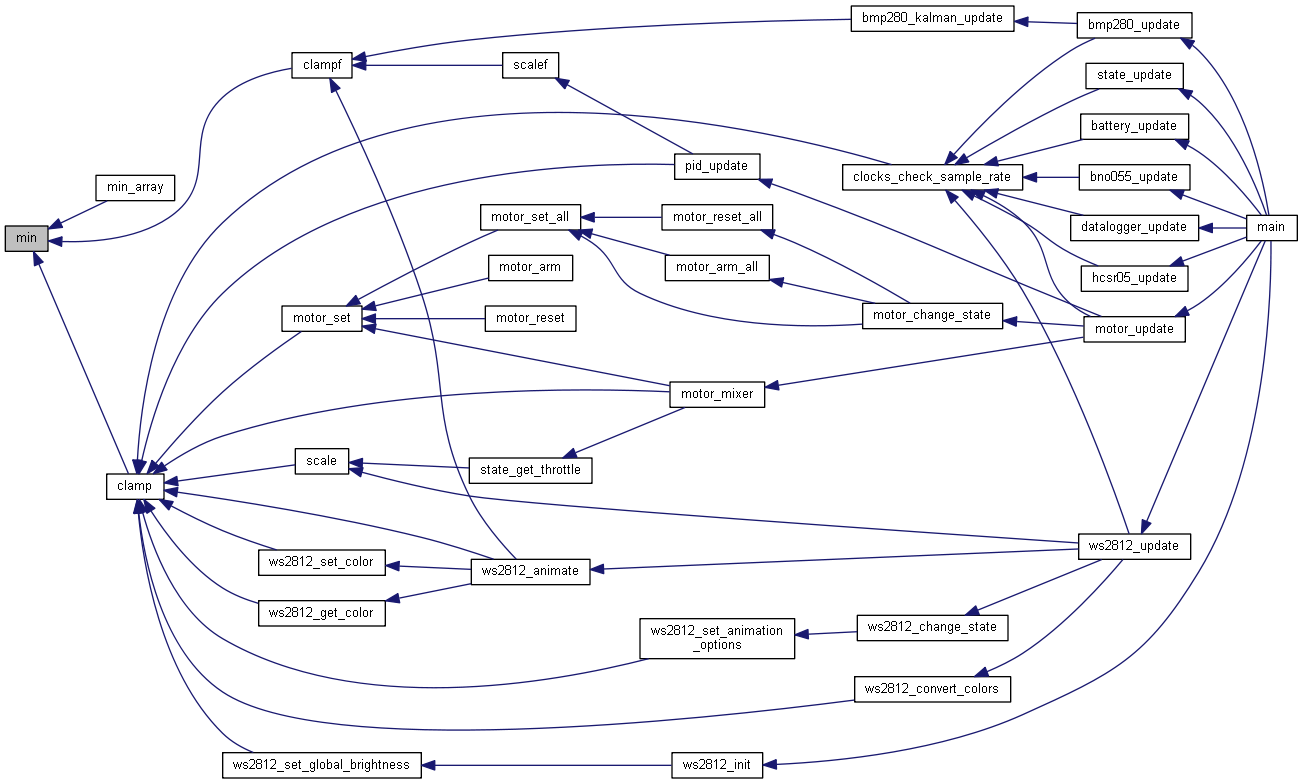 min
min_array
clampf
clamp
motor_set
scale
ws2812_set_color
ws2812_get_color
ws2812_set_global_brightness
scalef
motor_set_all
motor_arm
motor_reset
state_get_throttle
ws2812_animate
pid_update
motor_reset_all
motor_arm_all
motor_mixer
ws2812_set_animation
_options
ws2812_init
bmp280_kalman_update
clocks_check_sample_rate
motor_change_state
ws2812_change_state
ws2812_convert_colors
bmp280_update
state_update
battery_update
bno055_update
datalogger_update
hcsr05_update
motor_update
ws2812_update
main